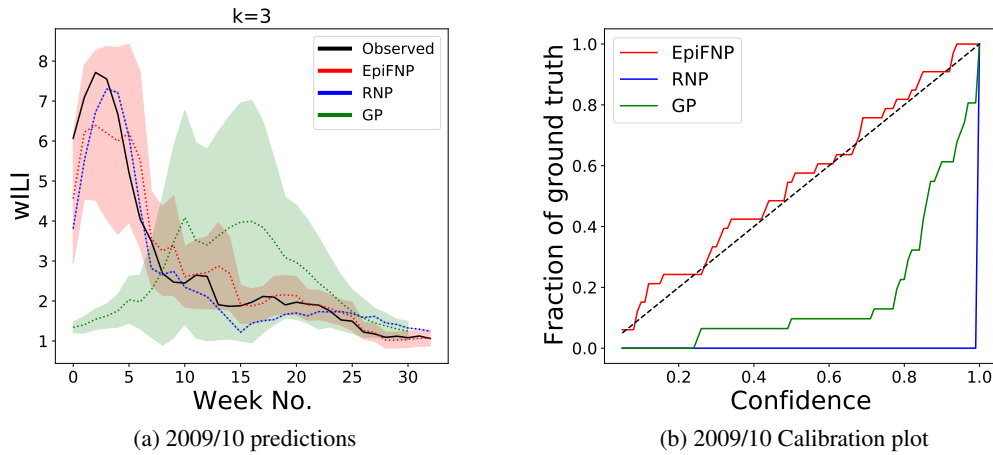 k=3
wILI
8
7
6
5
4
3
2
1
Observed
EpiFNP
RNP
GP
0 5 10 15 20 25 30
Week No.
(a) 2009/10 predictions
Fraction of ground truth
1.0
0.8
0.6
0.4
0.2
0.0
EpiFNP
RNP
GP
0.2 0.4 0.6 0.8 1.0
Confidence
(b) 2009/10 Calibration plot